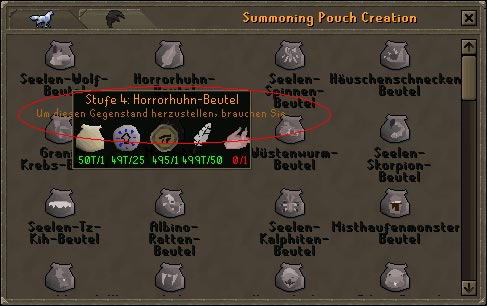 Summoning Pouch Creation
Seelen-Wolf-
Beutel
Horrorhuhn-
Beutel
Seelen-
Spinnen-
Beutel
Häuschenschnecken
Beutel
Stufe 4: Horrorhuhn-Beutel
Um diesen Gegenstand herzustellen, brauchen Sie
50T/1 49T/25 495/1 499T/50 0/1
Gran
Krebs-
Wüstenwurm-
Beutel
Seelen-
Skorpion-
Beutel
Seelen-Tz-
Kih-Beutel
Albino-
Ratten-
Beutel
Seelen-
Kalphiten-
Beutel
Misthaufenmonster
Beutel